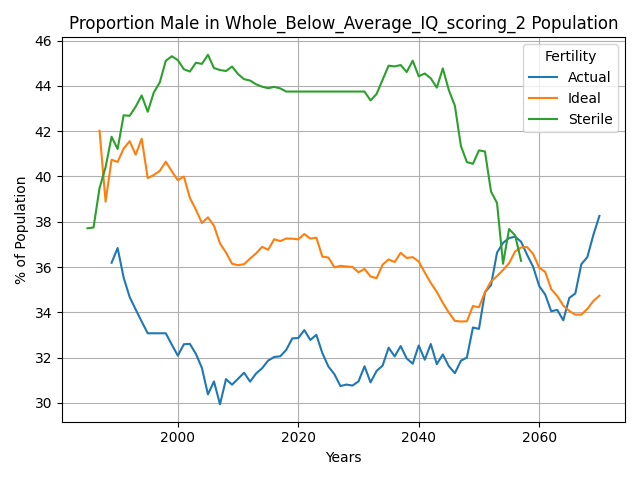 Proportion Male in Whole_Below_Average_IQ_scoring_2 Population
% of Population
46
44
42
40
38
36
34
32
30
Fertility
Actual
Ideal
Sterile
2000
2020
2040
2060
Years